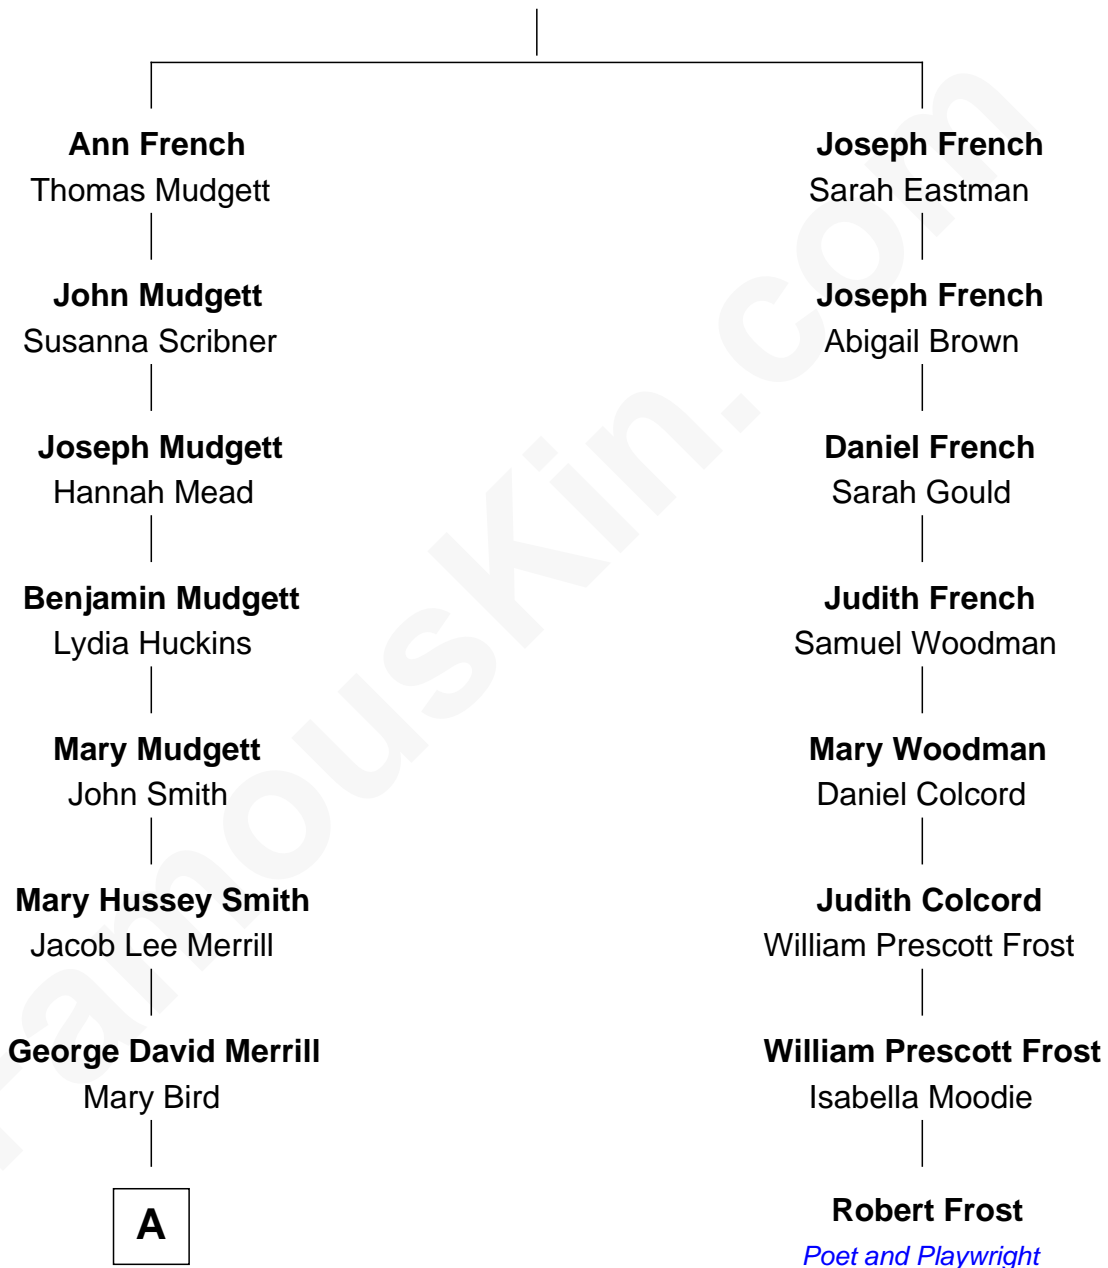 Ann French
Thomas Mudgett
John Mudgett
Susanna Scribner
Joseph Mudgett
Hannah Mead
Benjamin Mudgett
Lydia Huckins
Mary Mudgett
John Smith
Mary Hussey Smith
Jacob Lee Merrill
George David Merrill
Mary Bird
A
Joseph French
Sarah Eastman
Joseph French
Abigail Brown
Daniel French
Sarah Gould
Judith French
Samuel Woodman
Mary Woodman
Daniel Colcord
Judith Colcord
William Prescott Frost
William Prescott Frost
Isabella Moodie
Robert Frost
Poet and Playwright
FamousKin.com